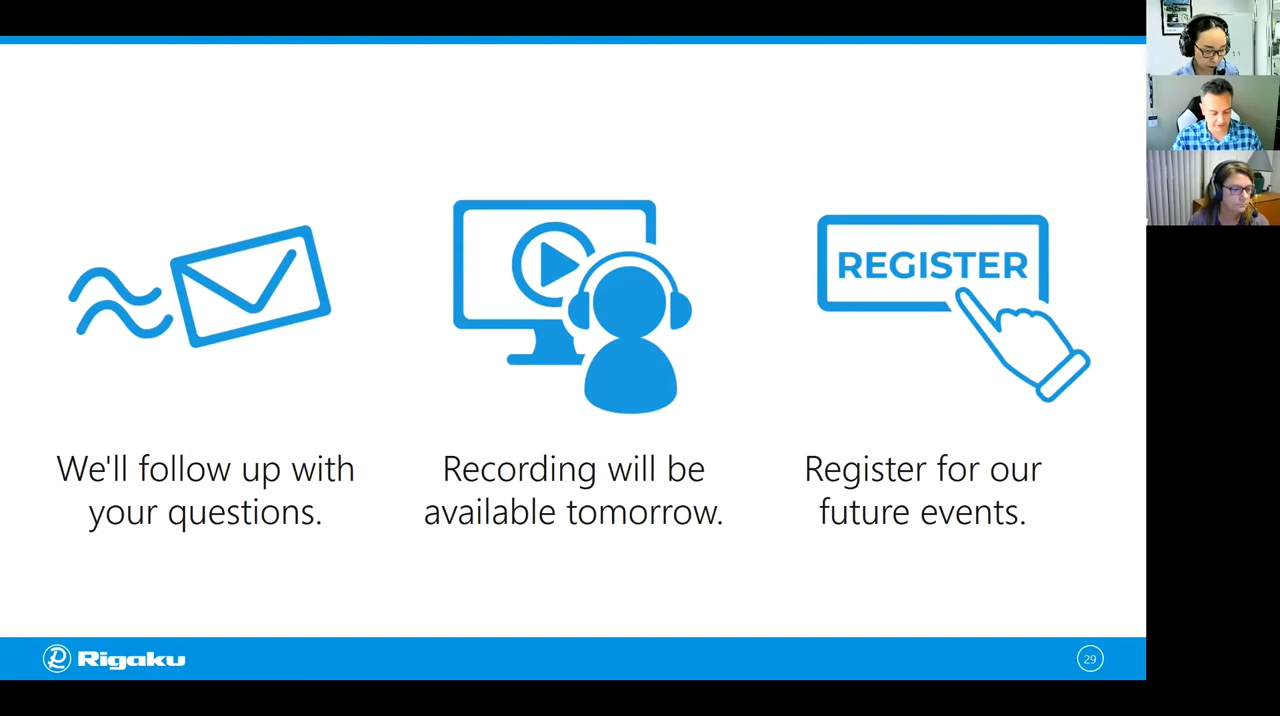 REGISTER
We'll follow up with
your questions.
Recording will be
available tomorrow.
Register for our
future events.
Rigaku
29